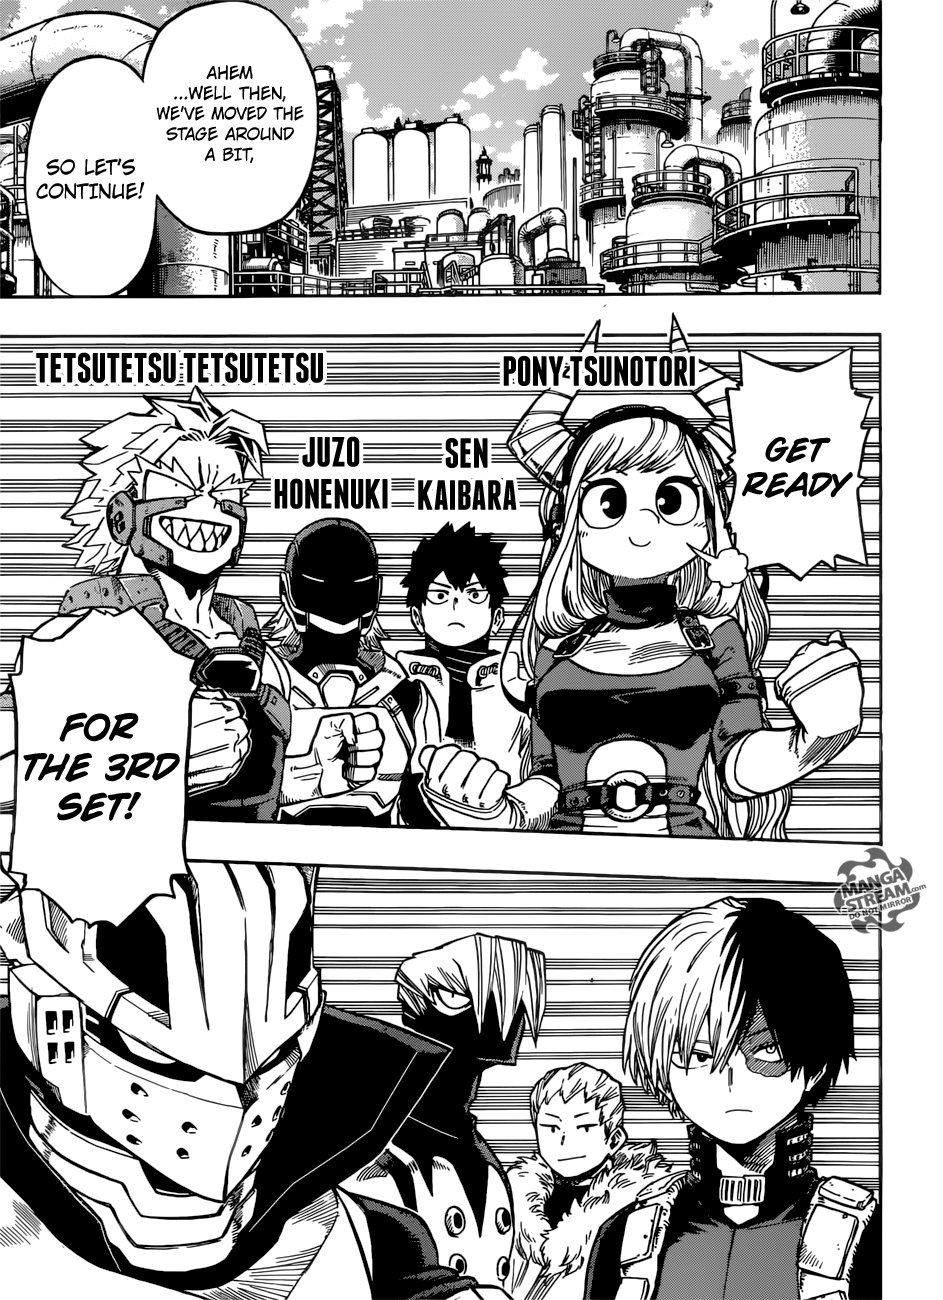 AHEM
...WELL THEN,
WE'VE MOVED THE
STAGE AROUND
A BIT,
SO LET'S
CONTINUE!
TETSUTETSU TETSUTETSU
PONY TSUNOTORI
JUZO
HONENUKI
SEN
KAIBARA
GET
READY
FOR
THE 3RD
SET!
MANGA
STREAM.com
DO NOT MIRROR